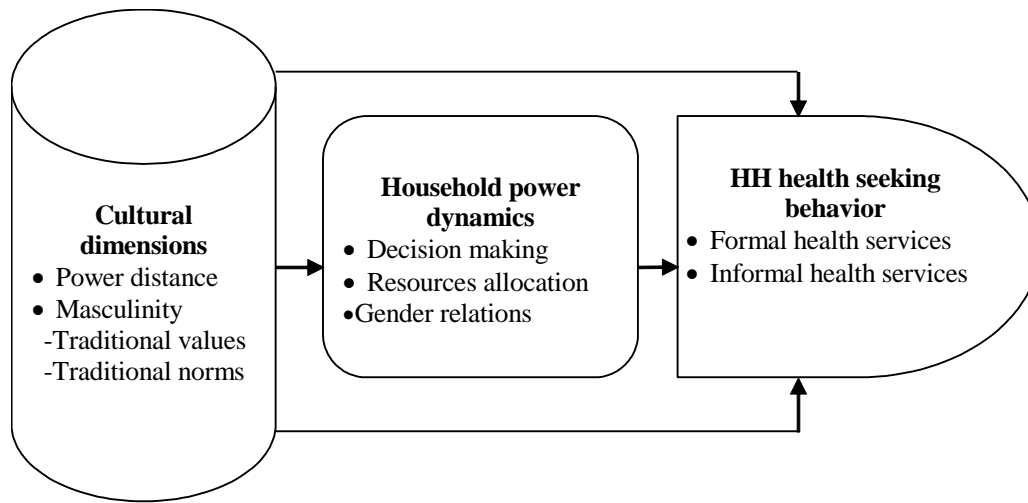 Cultural
dimensions
• Power distance
• Masculinity
-Traditional values
-Traditional norms
Household power
dynamics
• Decision making
• Resources allocation
•Gender relations
HH health seeking
behavior
• Formal health services
• Informal health services